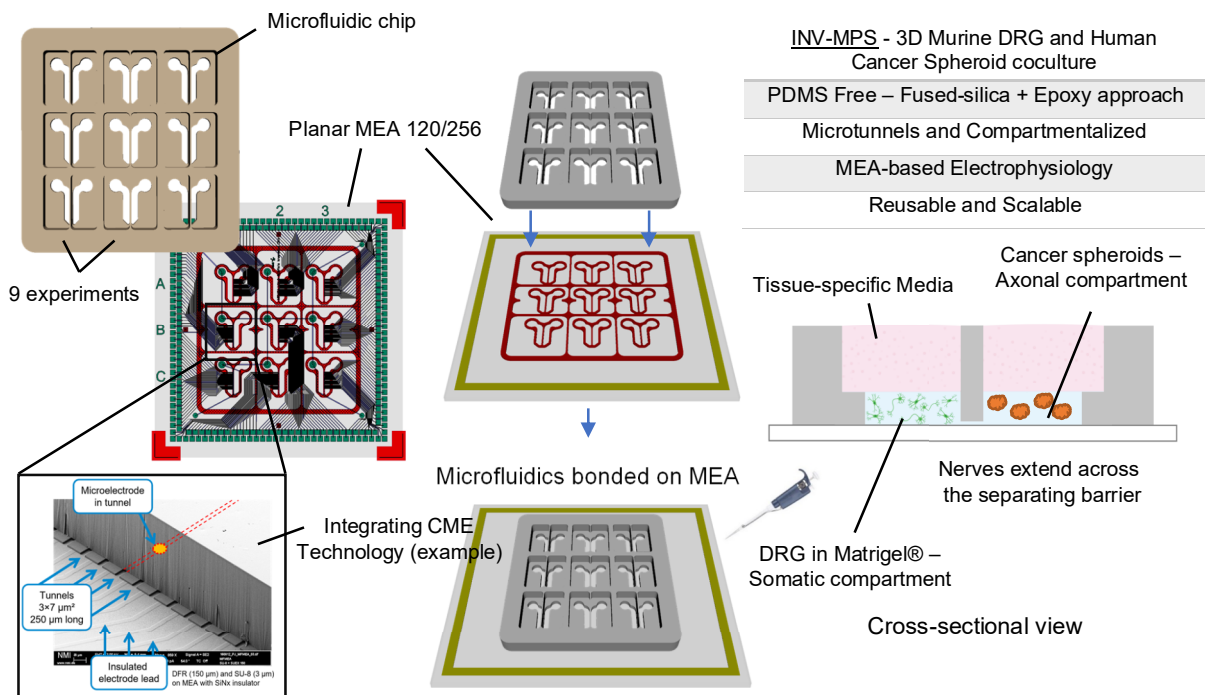 Microfluidic chip
Planar MEA 120/256
9 experiments
2 3
A
B
C
Microelectrode
in tunnel
Tunnels
3×7 µm²
250 µm long
Insulated
electrode lead
NMI
DFR (150 µm) and SU-8 (3 µm)
on MEA with SiNx insulator
Integrating CME
Technology (example)
Microfluidics bonded on MEA
INV-MPS - 3D Murine DRG and Human
Cancer Spheroid coculture
PDMS Free – Fused-silica + Epoxy approach
Microtunnels and Compartmentalized
MEA-based Electrophysiology
Reusable and Scalable
Tissue-specific Media
Cancer spheroids –
Axonal compartment
Nerves extend across
the separating barrier
DRG in Matrigel® –
Somatic compartment
Cross-sectional view